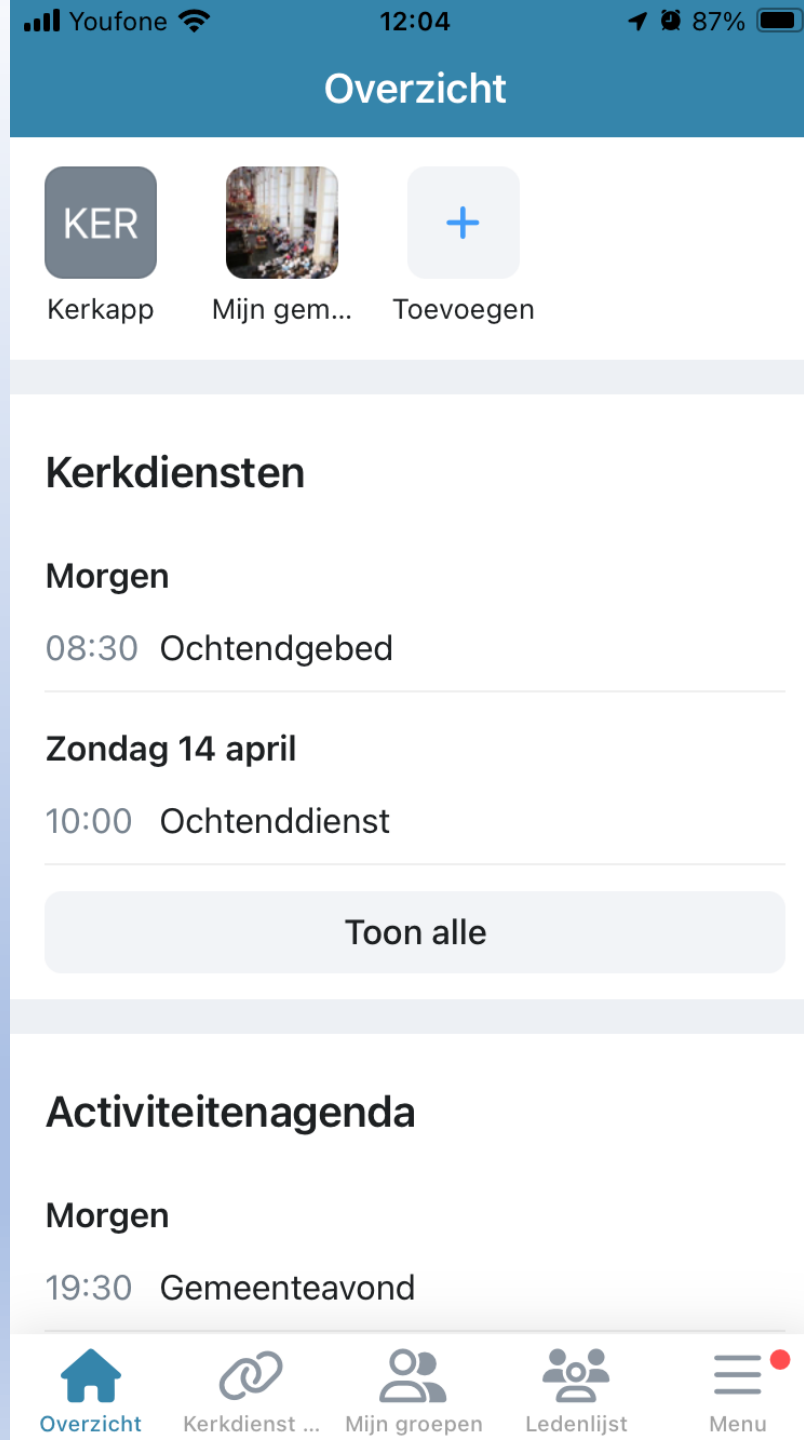 Youfone 12:04 87%
Overzicht
KER
Kerkapp Mijn gem... Toevoegen
Kerkdiensten
Morgen
08:30 Ochtendgebed
Zondag 14 april
10:00 Ochtenddienst
Toon alle
Activiteitenagenda
Morgen
19:30 Gemeenteavond
Overzicht Kerkdienst ... Mijn groepen Ledenlijst Menu